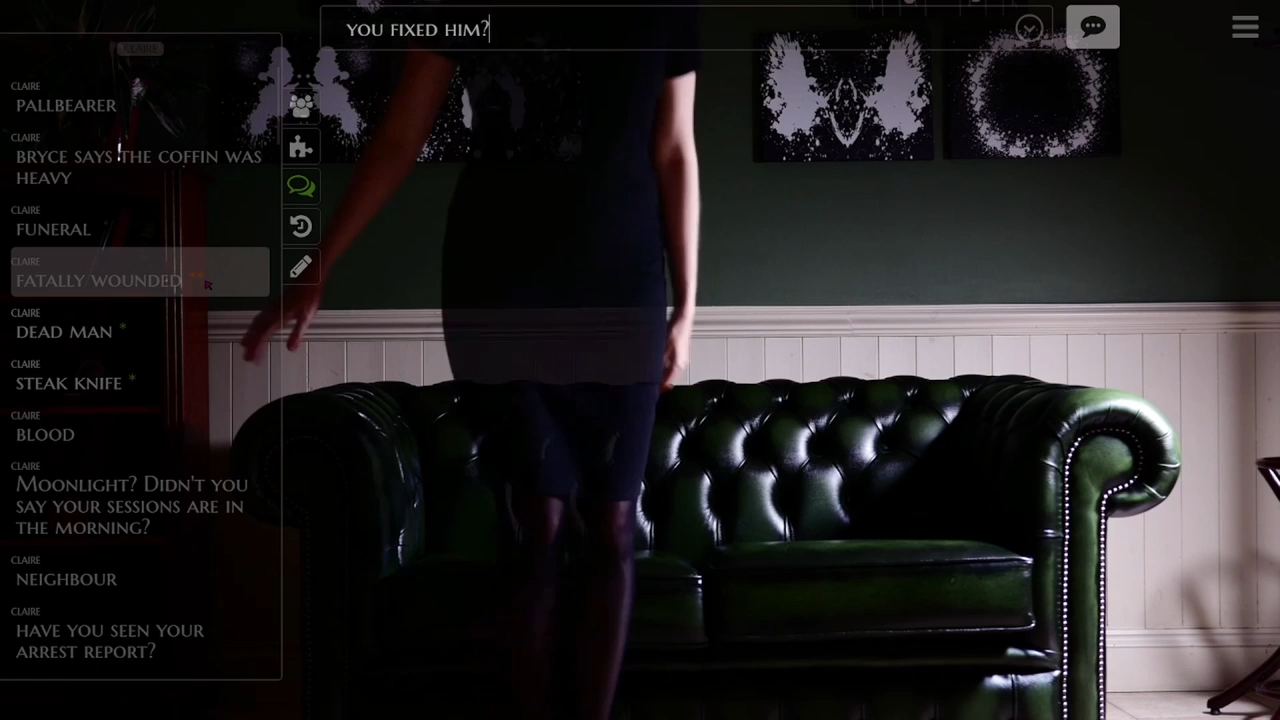 YOU FIXED HIM?
CLAIRE
CLAIRE
PALLBEARER
CLAIRE
BRYCE SAYS THE COFFIN WAS
HEAVY
CLAIRE
FUNERAL
CLAIRE
FATALLY WOUNDED **
CLAIRE
DEAD MAN *
CLAIRE
STEAK KNIFE *
CLAIRE
BLOOD
CLAIRE
MOONLIGHT? DIDN'T YOU
SAY YOUR SESSIONS ARE IN
THE MORNING?
CLAIRE
NEIGHBOUR
CLAIRE
HAVE YOU SEEN YOUR
ARREST REPORT?